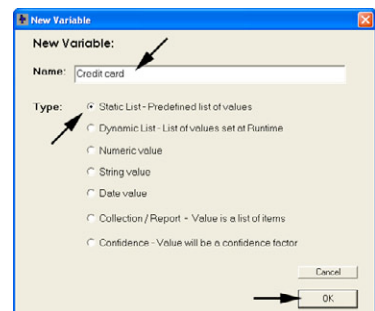 New Variable
New Variable:
Name: Credit card
Type: Static List - Predefined list of values
Dynamic List - List of values set at Runtime
Numeric value
String value
Date value
Collection / Report - Value is a list of items
Confidence - Value will be a confidence factor
Cancel
OK